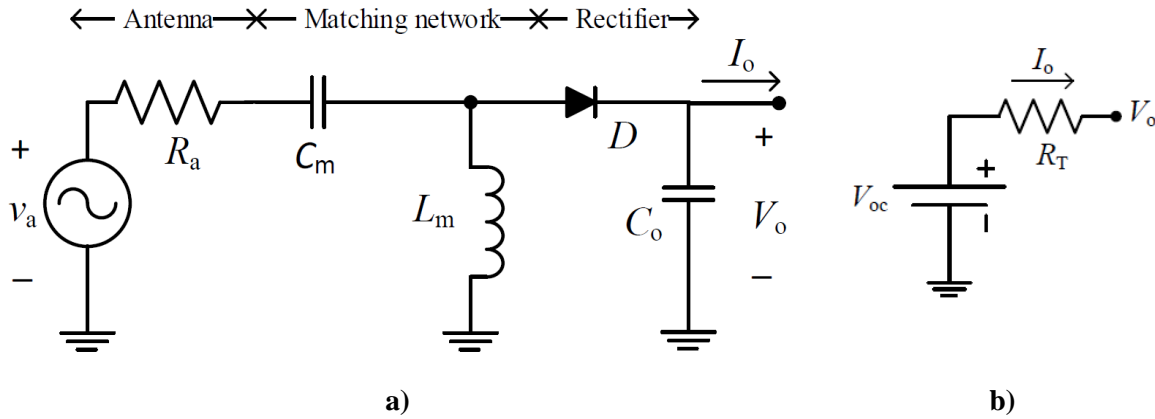 Antenna Matching network Rectifier
I_o
+
R_a
C_m
D
+
v_a
L_m
C_o
V_o
−
−
a)
I_o
V_o
R_T
+
V_oc
b)